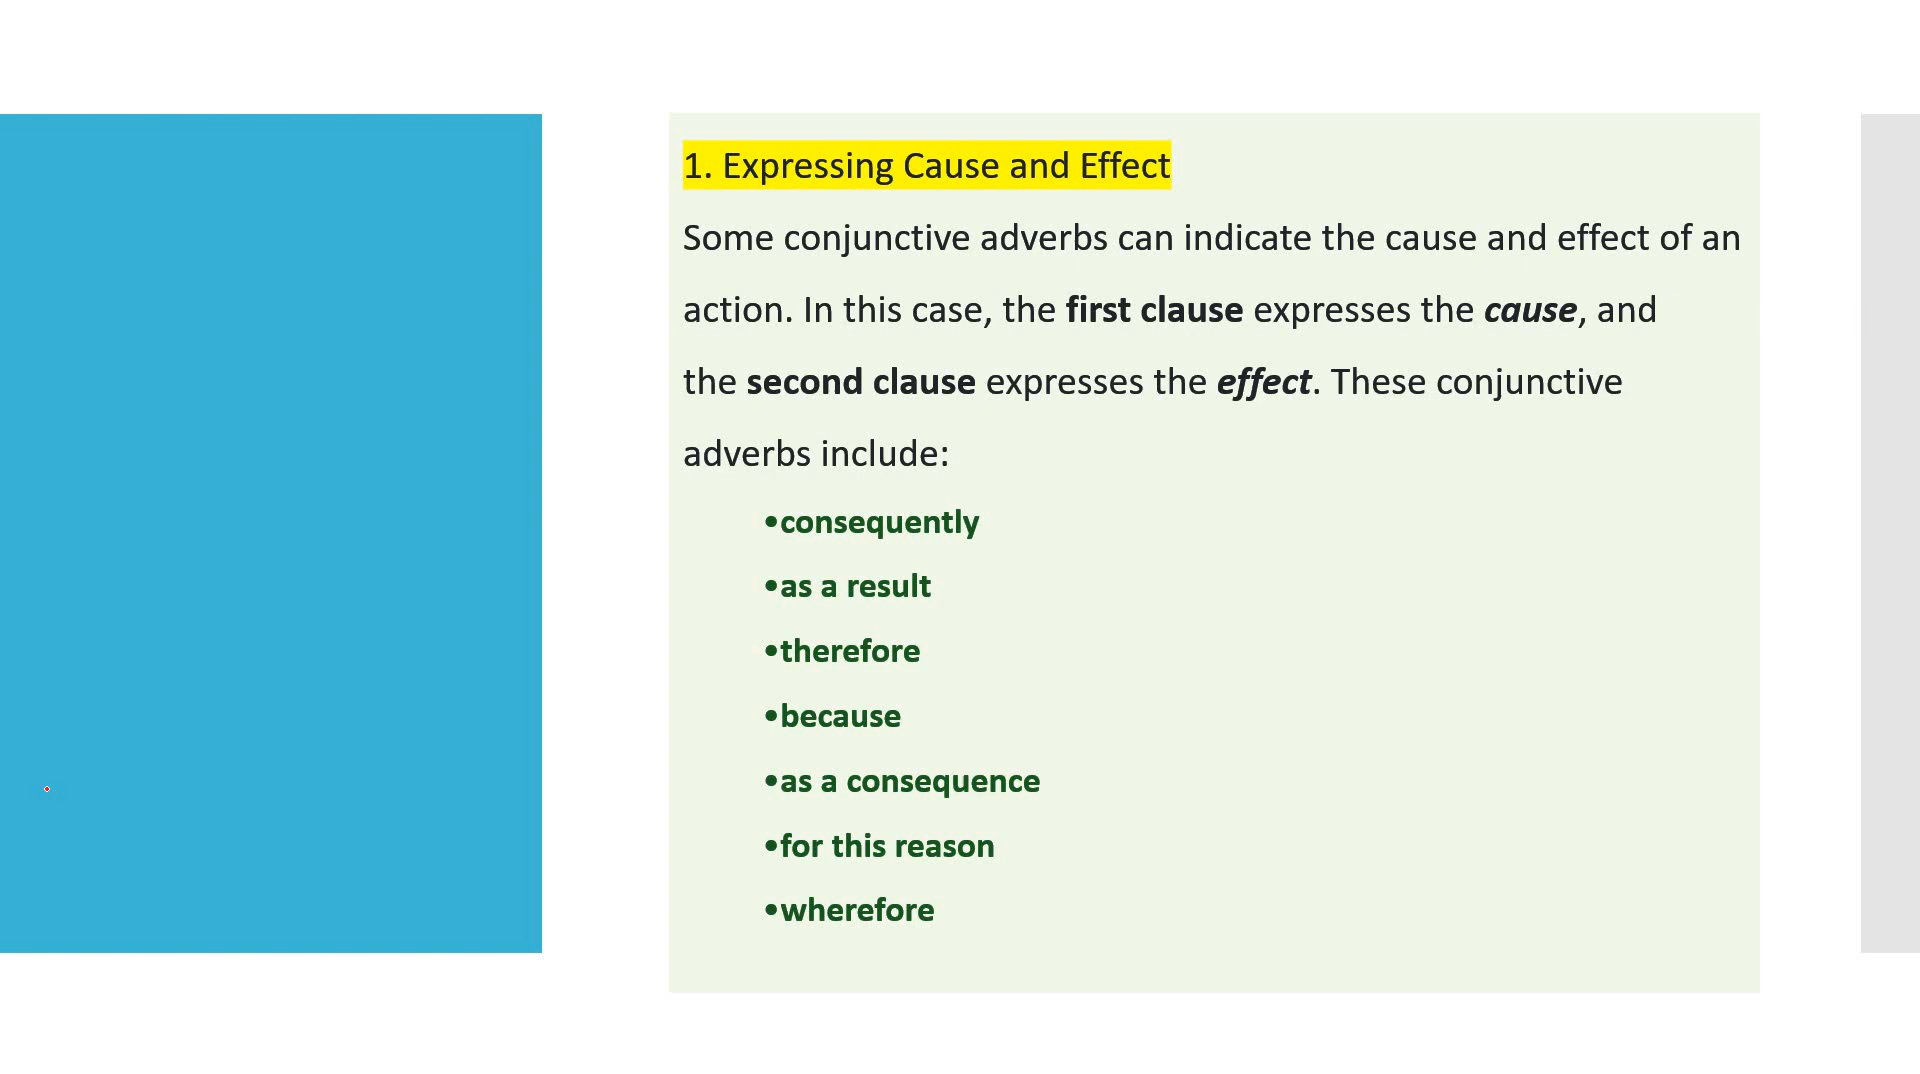 1. Expressing Cause and Effect
Some conjunctive adverbs can indicate the cause and effect of an
action. In this case, the first clause expresses the cause, and
the second clause expresses the effect. These conjunctive
adverbs include:
•consequently
•as a result
•therefore
•because
•as a consequence
•for this reason
•wherefore